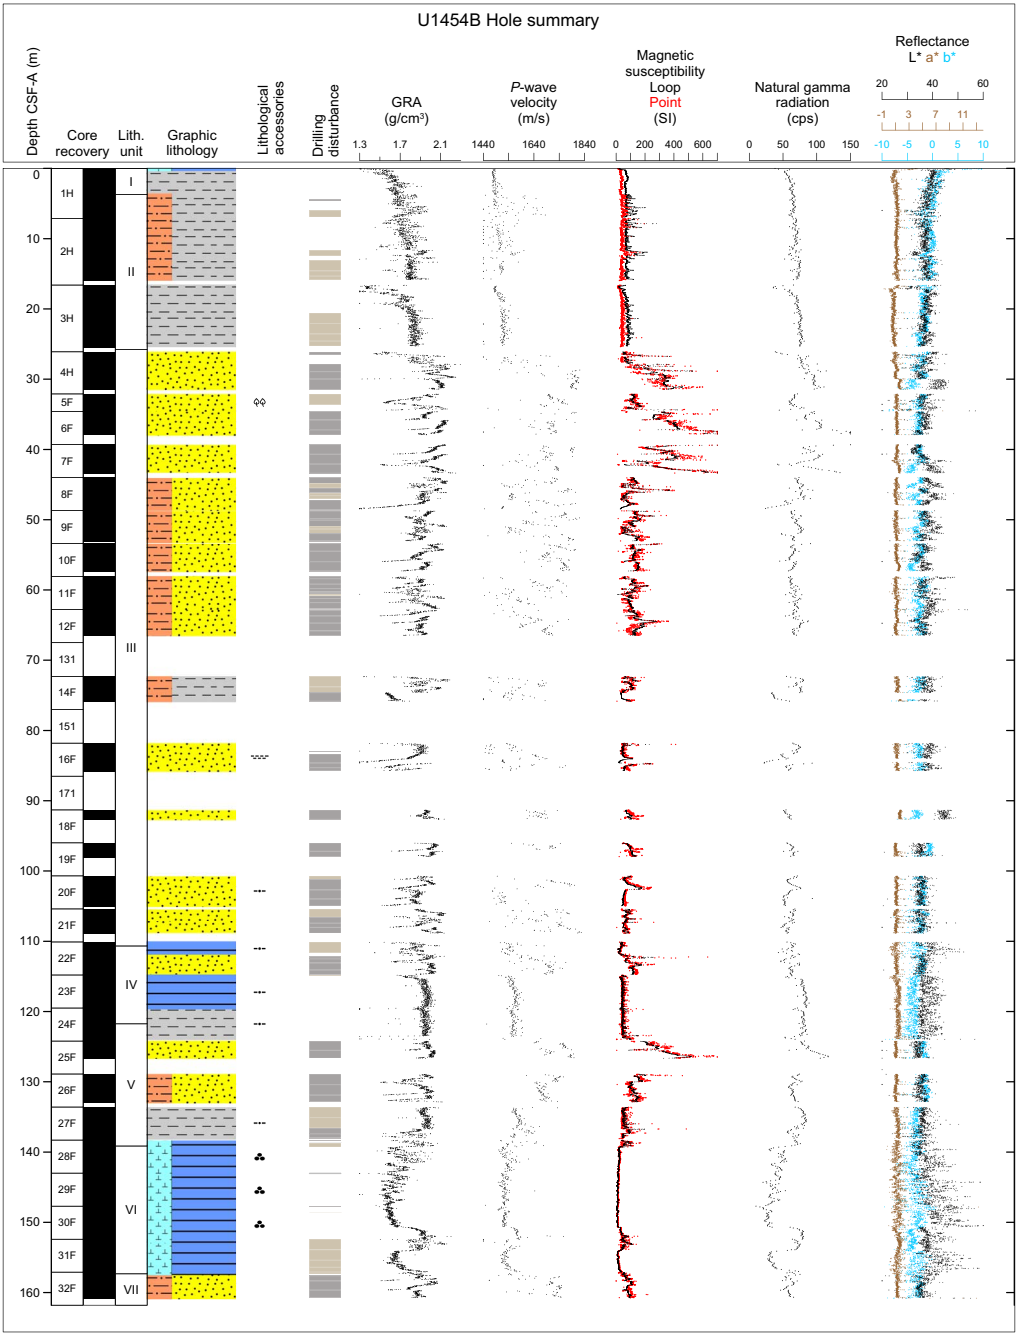 U1454B Hole summary
Depth CSF-A (m)
Core
recovery
Lith.
unit
Graphic
lithology
Lithological
accessories
Drilling
disturbance
GRA
(g/cm³)
P-wave
velocity
(m/s)
Magnetic
susceptibility
Loop
Point
(SI)
Natural gamma
radiation
(cps)
Reflectance
L* a* b*
20 40 60
-1 3 7 11
1.3 1.7 2.1
1440 1640 1840
0 200 400 600
0 50 100 150
-10 -5 0 5 10
0
10
20
30
40
50
60
70
80
90
100
110
120
130
140
150
160
1H
2H
3H
4H
5F
6F
7F
8F
9F
10F
11F
12F
131
14F
151
16F
171
18F
19F
20F
21F
22F
23F
24F
25F
26F
27F
28F
29F
30F
31F
32F
I
II
III
IV
V
VI
VII